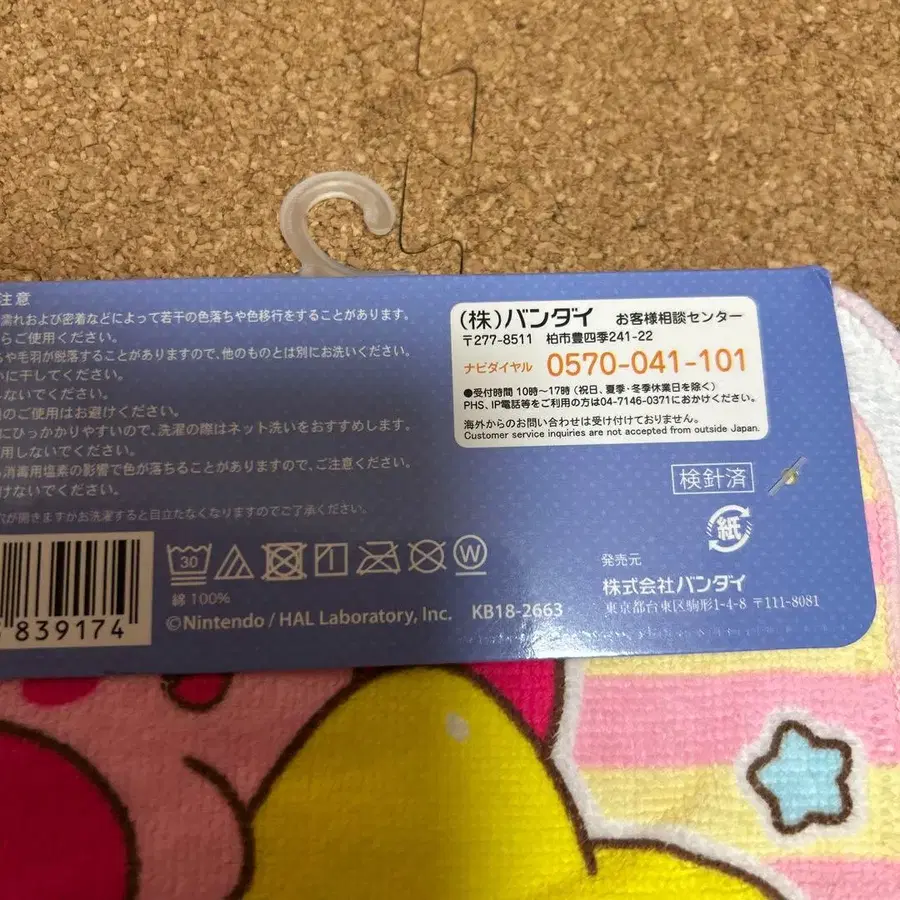 注意
濡れおよび密着などによって若干の色落ちや色移行をすることがあります。
らご使用ください。
や毛羽が脱落することがありますので、他のものとは別にお洗いください。
いに干してください。
しないでください。
のご使用はお避けください。
にひっかかりやすいので、洗濯の際はネット洗いをおすすめします。
用しないでください。
消毒用塩素の影響で色が落ちることがありますので、ご注意ください。
けないでください。
穴が開きますがお洗濯すると目立たなくなりますのでご了承ください。
(株)バンダイ お客様相談センター
〒277-8511 柏市豊四季241-22
ナビダイヤル 0570-041-101
●受付時間 10時〜17時 (祝日、夏季・冬季休業日を除く)
PHS、IP電話等をご利用の方は04-7146-0371におかけください。
海外からのお問い合わせは受け付けておりません。
Customer service inquiries are not accepted from outside Japan.
検針済
紙
30
W
839174
綿 100%
©Nintendo / HAL Laboratory, Inc. KB18-2663
発売元
株式会社バンダイ
東京都台東区駒形1-4-8 〒111-8081